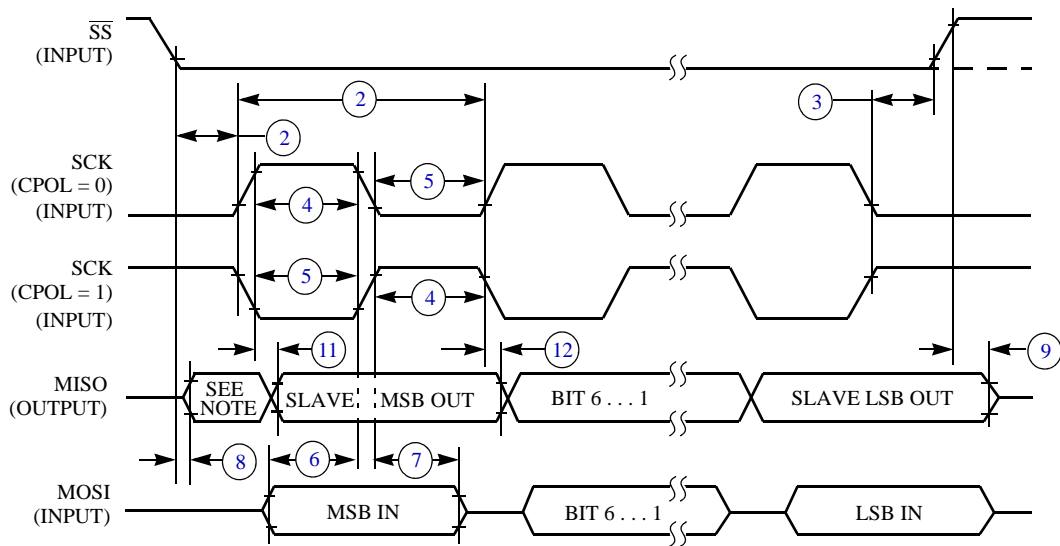 SS
(INPUT)
2
3
2
SCK
(CPOL = 0)
(INPUT)
5
4
SCK
(CPOL = 1)
(INPUT)
5
4
11
12
9
MISO
(OUTPUT)
SEE
NOTE
SLAVE
MSB OUT
BIT 6 . . . 1
SLAVE LSB OUT
8
6
7
MOSI
(INPUT)
MSB IN
BIT 6 . . . 1
LSB IN